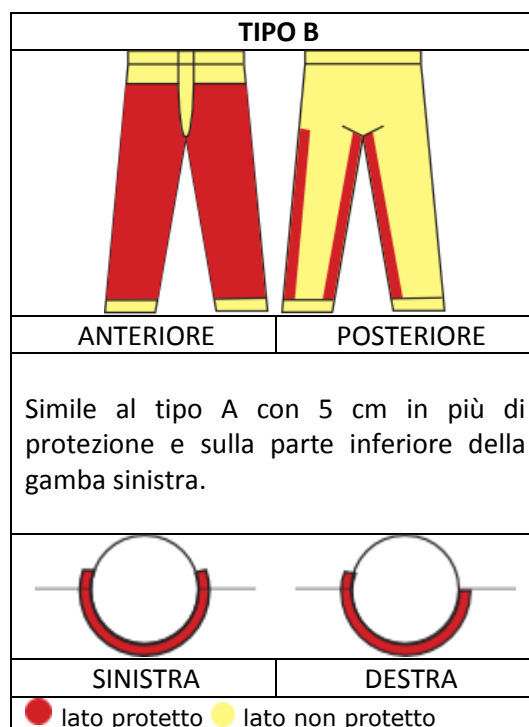 TIPO B
ANTERIORE
POSTERIORE
Simile al tipo A con 5 cm in più di
protezione e sulla parte inferiore della
gamba sinistra.
SINISTRA
DESTRA
lato protetto lato non protetto